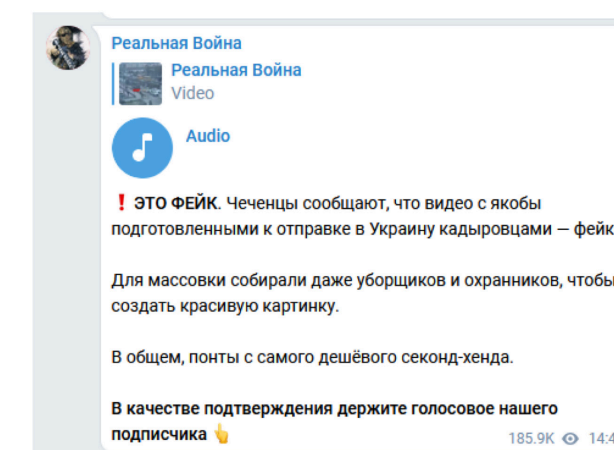 Реальная Война
Реальная Война
Video
Audio
❗ ЭТО ФЕЙК. Чеченцы сообщают, что видео с якобы
подготовленными к отправке в Украину кадыровцами — фейк
Для массовки собирали даже уборщиков и охранников, чтобы
создать красивую картинку.
В общем, понты с самого дешёвого секонд-хенда.
В качестве подтверждения держите голосовое нашего
подписчика 👆
185.9K 14:4